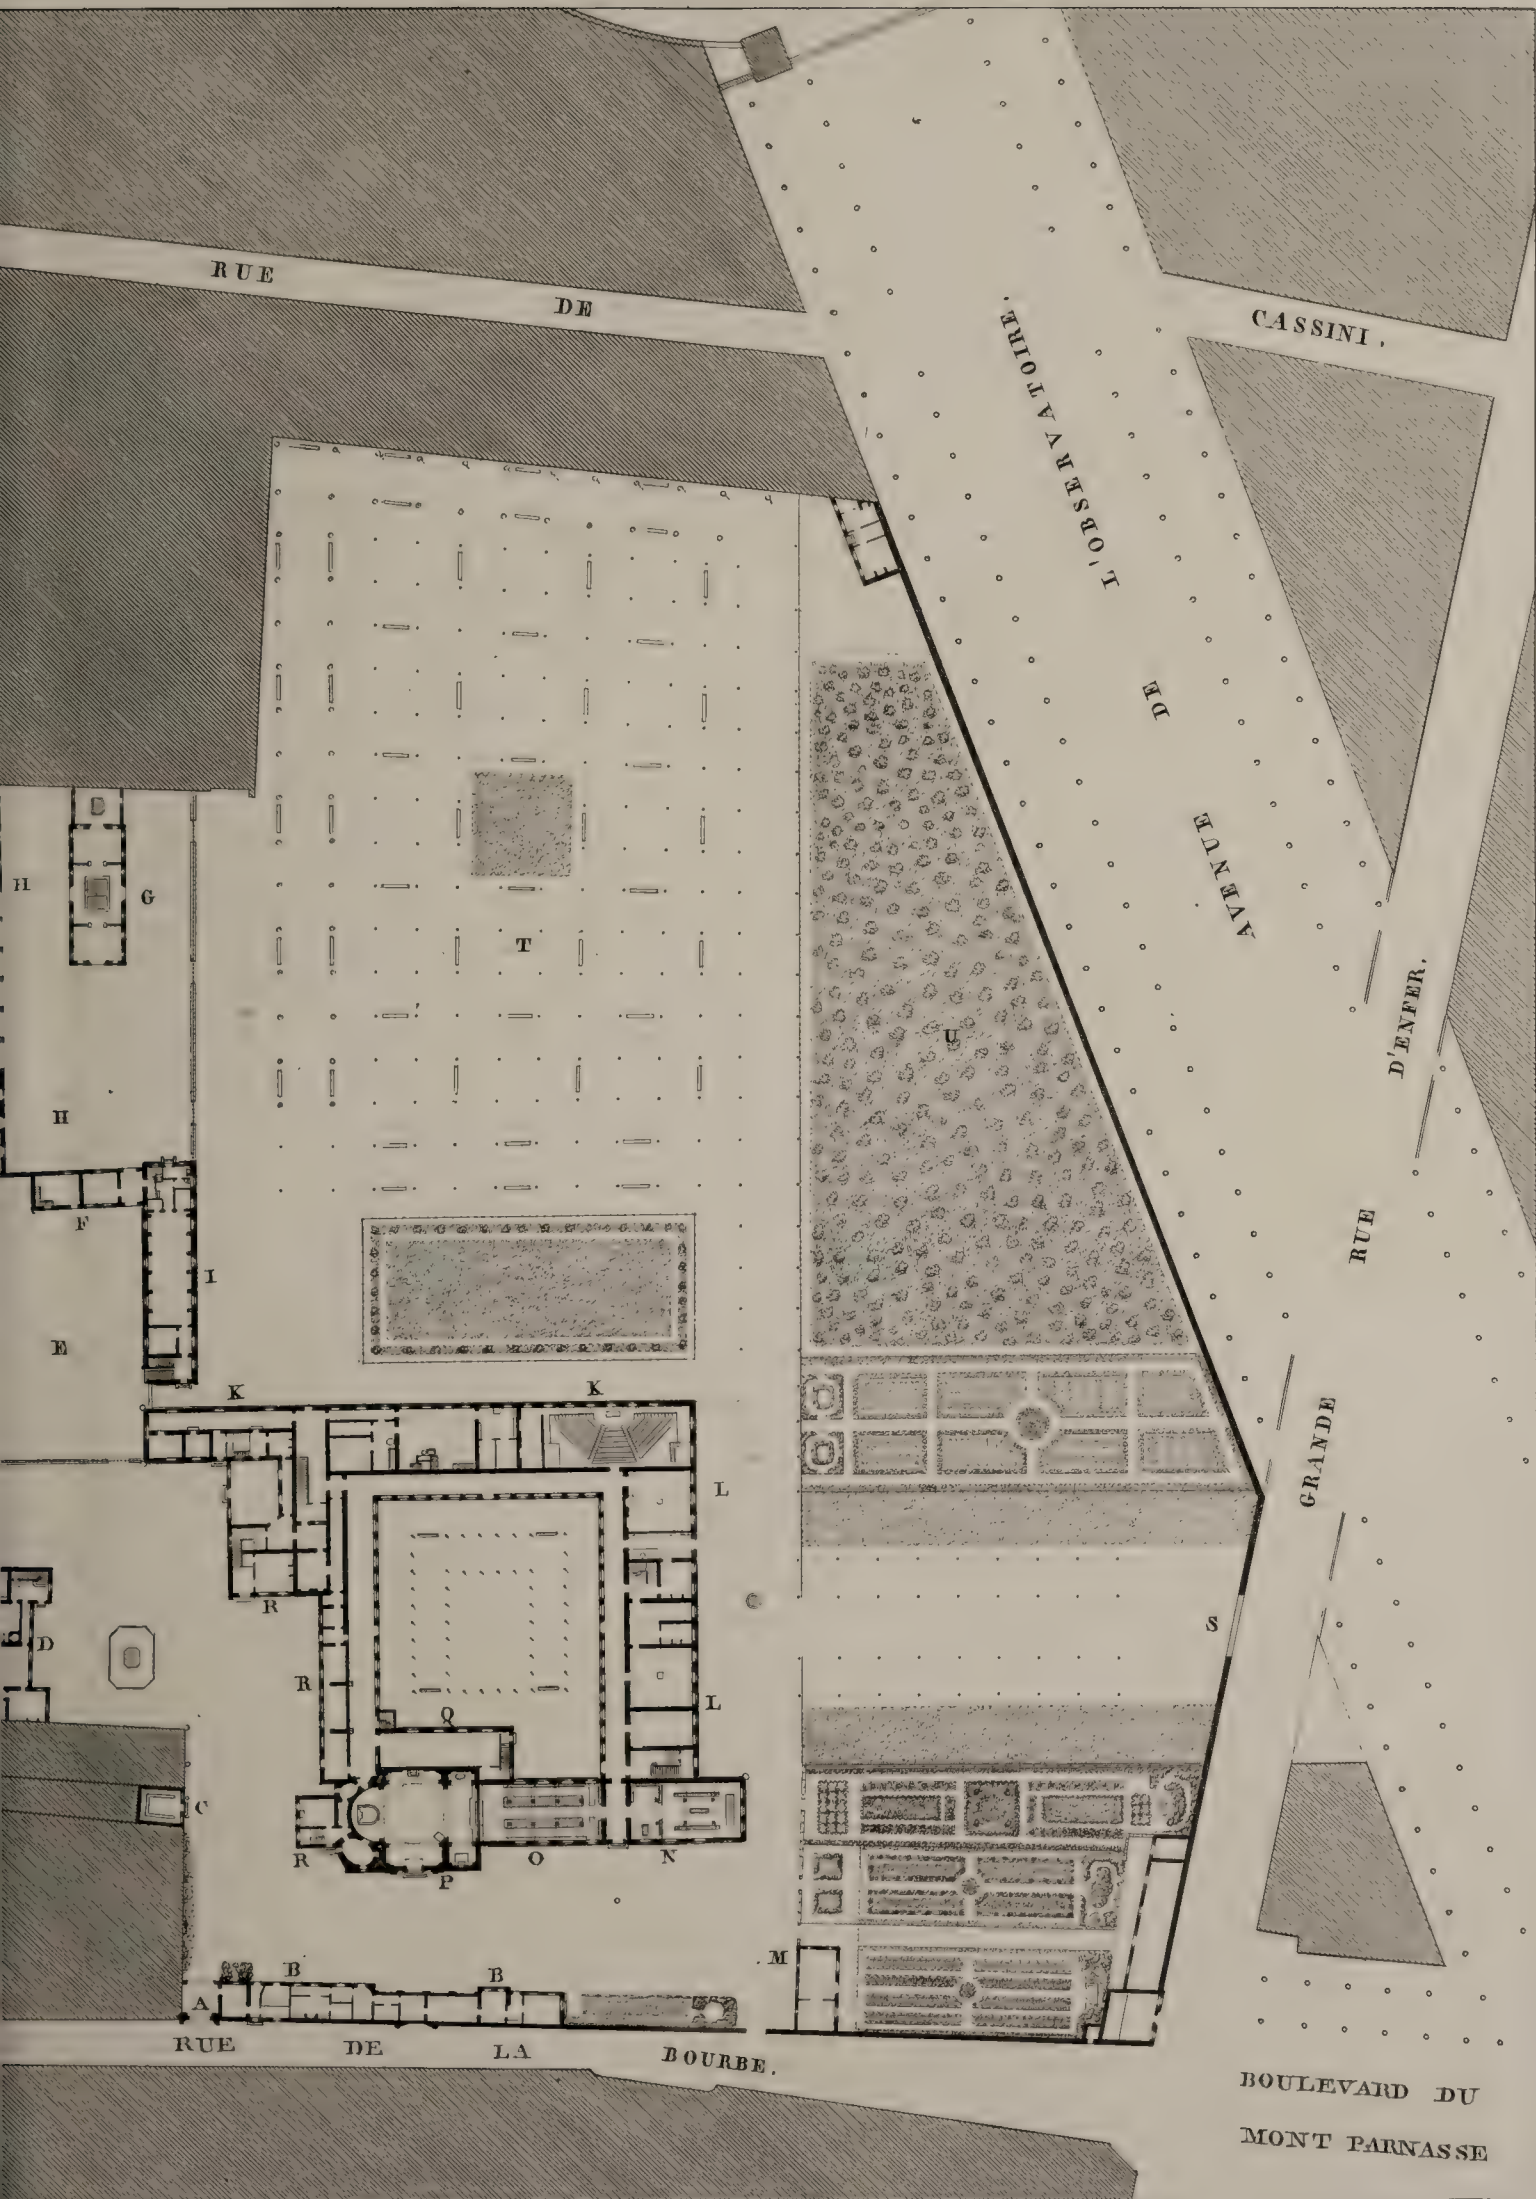 RUE DE CASSINI.
AVENUE DE L'OBSERVATOIRE.
GRANDE RUE D'ENFER.
H
G
T
U
H
F
I
E
K
K
L
S
R
D
R
L
Q
C
R
P
O
N
M
B
B
A
RUE DE LA BOURBE.
BOULEVARD DU
MONT PARNASSE